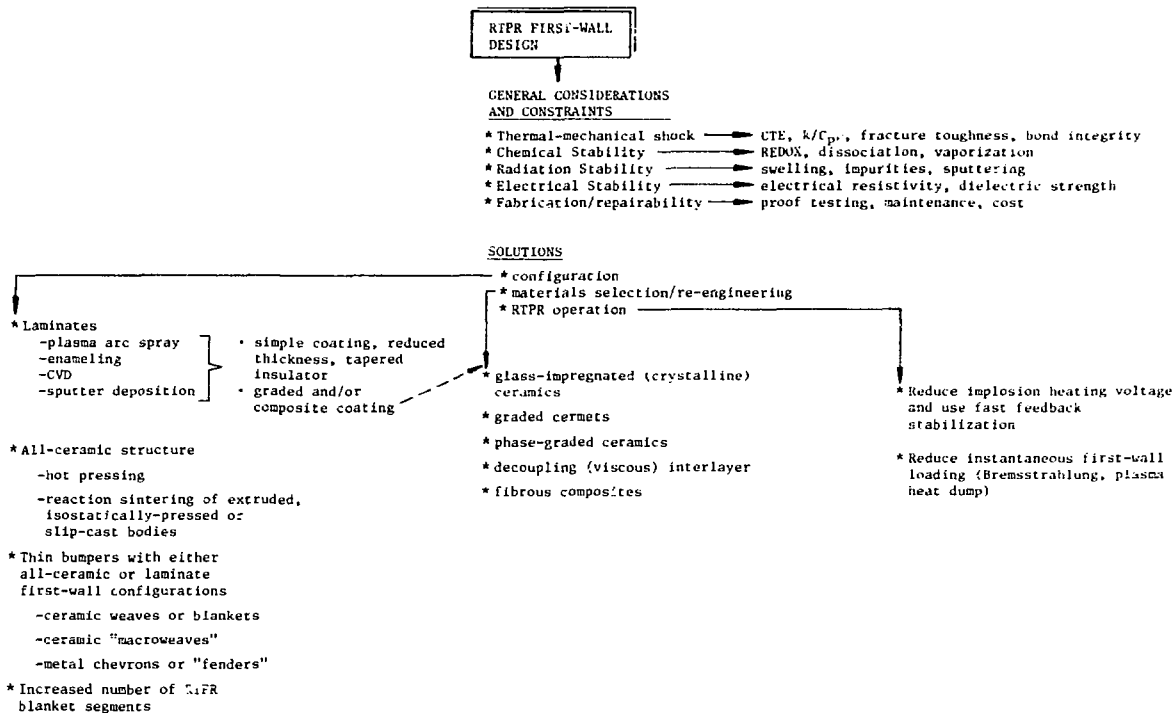 RTPR FIRST-WALL
DESIGN
GENERAL CONSIDERATIONS
AND CONSTRAINTS
* Thermal-mechanical shock → CTE, fracture toughness, bond integrity
* Chemical Stability → REDOX, dissociation, vaporization
* Radiation Stability → swelling, impurities, sputtering
* Electrical Stability → electrical resistivity, dielectric strength
* Fabrication/repairability → proof testing, maintenance, cost
SOLUTIONS
* configuration
* materials selection/re-engineering
* RTPR operation
* Laminates
-plasma arc spray
-enameling
-CVD
-sputter deposition
• simple coating, reduced
thickness, tapered
insulator
• graded and/or
composite coating
* All-ceramic structure
-hot pressing
-reaction sintering of extruded,
isostatically-pressed or
slip-cast bodies
* Thin bumpers with either
all-ceramic or laminate
first-wall configurations
-ceramic weaves or blankets
-ceramic "macroweaves"
-metal chevrons or "fenders"
* Increased number of
blanket segments
* glass-impregnated (crystalline)
ceramics
* graded cermets
* phase-graded ceramics
* decoupling (viscous) interlayer
* fibrous composites
* Reduce implosion heating voltage
and use fast feedback
stabilization
* Reduce instantaneous first-wall
loading (Bremsstrahlung, plasma
heat dump)